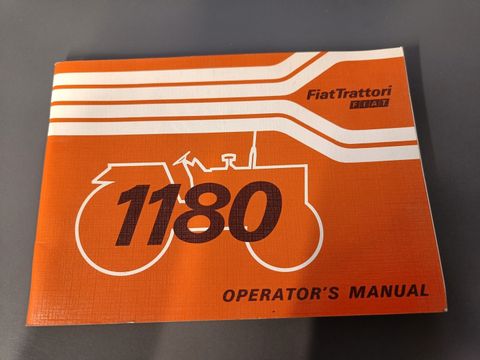 FiatTrattori
FIAT
1180
OPERATOR'S MANUAL